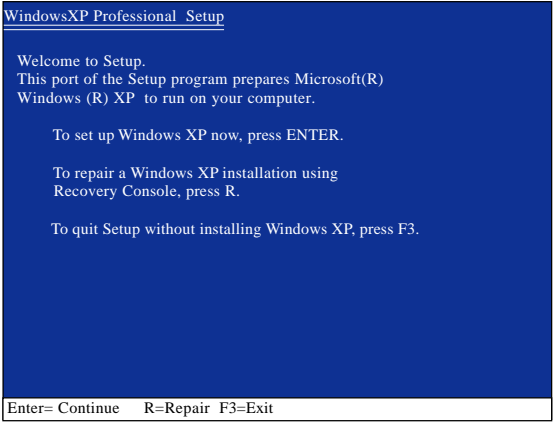 WindowsXP Professional Setup
Welcome to Setup.
This port of the Setup program prepares Microsoft(R)
Windows (R) XP to run on your computer.
To set up Windows XP now, press ENTER.
To repair a Windows XP installation using
Recovery Console, press R.
To quit Setup without installing Windows XP, press F3.
Enter= Continue R=Repair F3=Exit